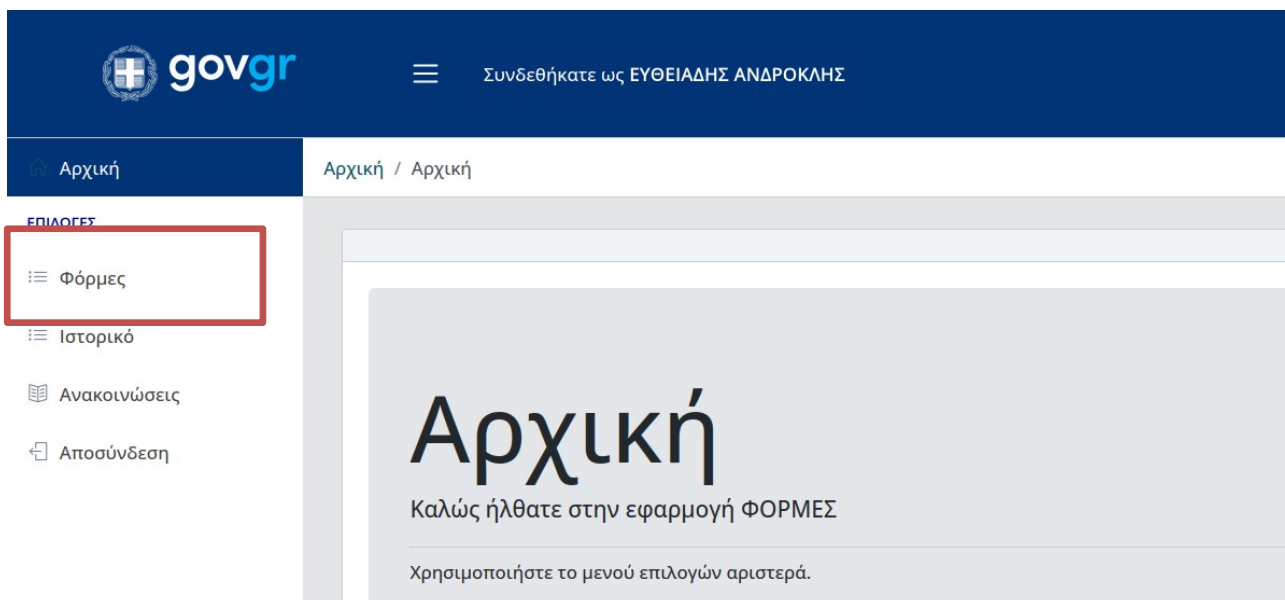 govgr
Συνδεθήκατε ως ΕΥΘΕΙΑΔΗΣ ΑΝΔΡΟΚΛΗΣ
Αρχική
Αρχική / Αρχική
ΕΠΙΛΟΓΕΣ
Φόρμες
Ιστορικό
Ανακοινώσεις
Αποσύνδεση
Αρχική
Καλώς ήλθατε στην εφαρμογή ΦΟΡΜΕΣ
Χρησιμοποιήστε το μενού επιλογών αριστερά.